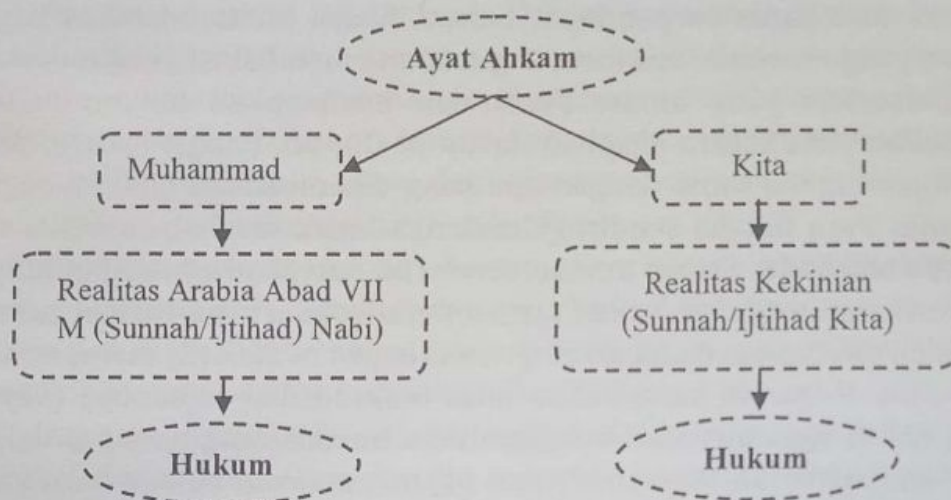 Ayat Ahkam
Muhammad
Kita
Realitas Arabia Abad VII
M (Sunnah/Ijtihad) Nabi)
Realitas Kekinian
(Sunnah/Ijtihad Kita)
Hukum
Hukum